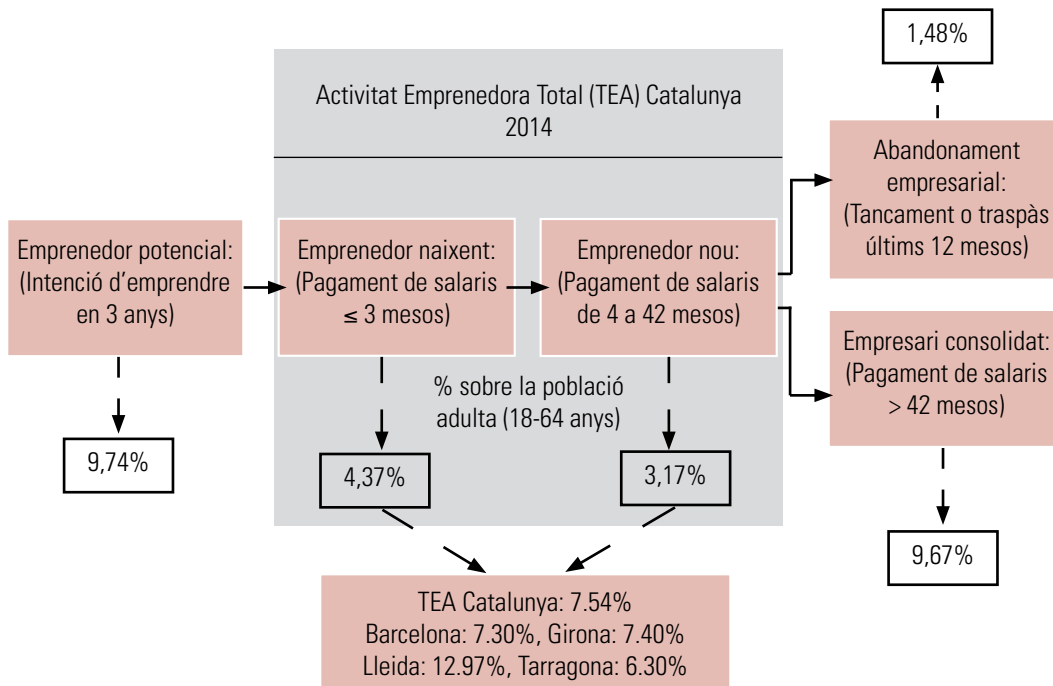 1,48%
Activitat Emprenedora Total (TEA) Catalunya
2014
Abandonament
empresarial:
(Tancament o traspàs
últims 12 mesos)
Emprenedor potencial:
(Intenció d’emprendre
en 3 anys)
Emprenedor naixent:
(Pagament de salaris
≤ 3 mesos)
Emprenedor nou:
(Pagament de salaris
de 4 a 42 mesos)
Empresari consolidat:
(Pagament de salaris
> 42 mesos)
% sobre la població
adulta (18-64 anys)
9,74%
4,37%
3,17%
9,67%
TEA Catalunya: 7.54%
Barcelona: 7.30%, Girona: 7.40%
Lleida: 12.97%, Tarragona: 6.30%